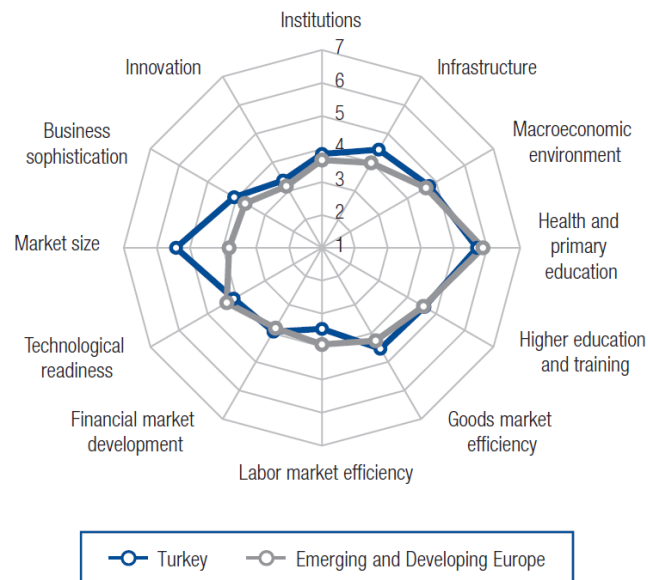 Institutions
7
6
5
4
3
2
1
Infrastructure
Macroeconomic
environment
Health and
primary
education
Higher education
and training
Goods market
efficiency
Labor market efficiency
Financial market
development
Technological
readiness
Market size
Business
sophistication
Innovation
Turkey
Emerging and Developing Europe